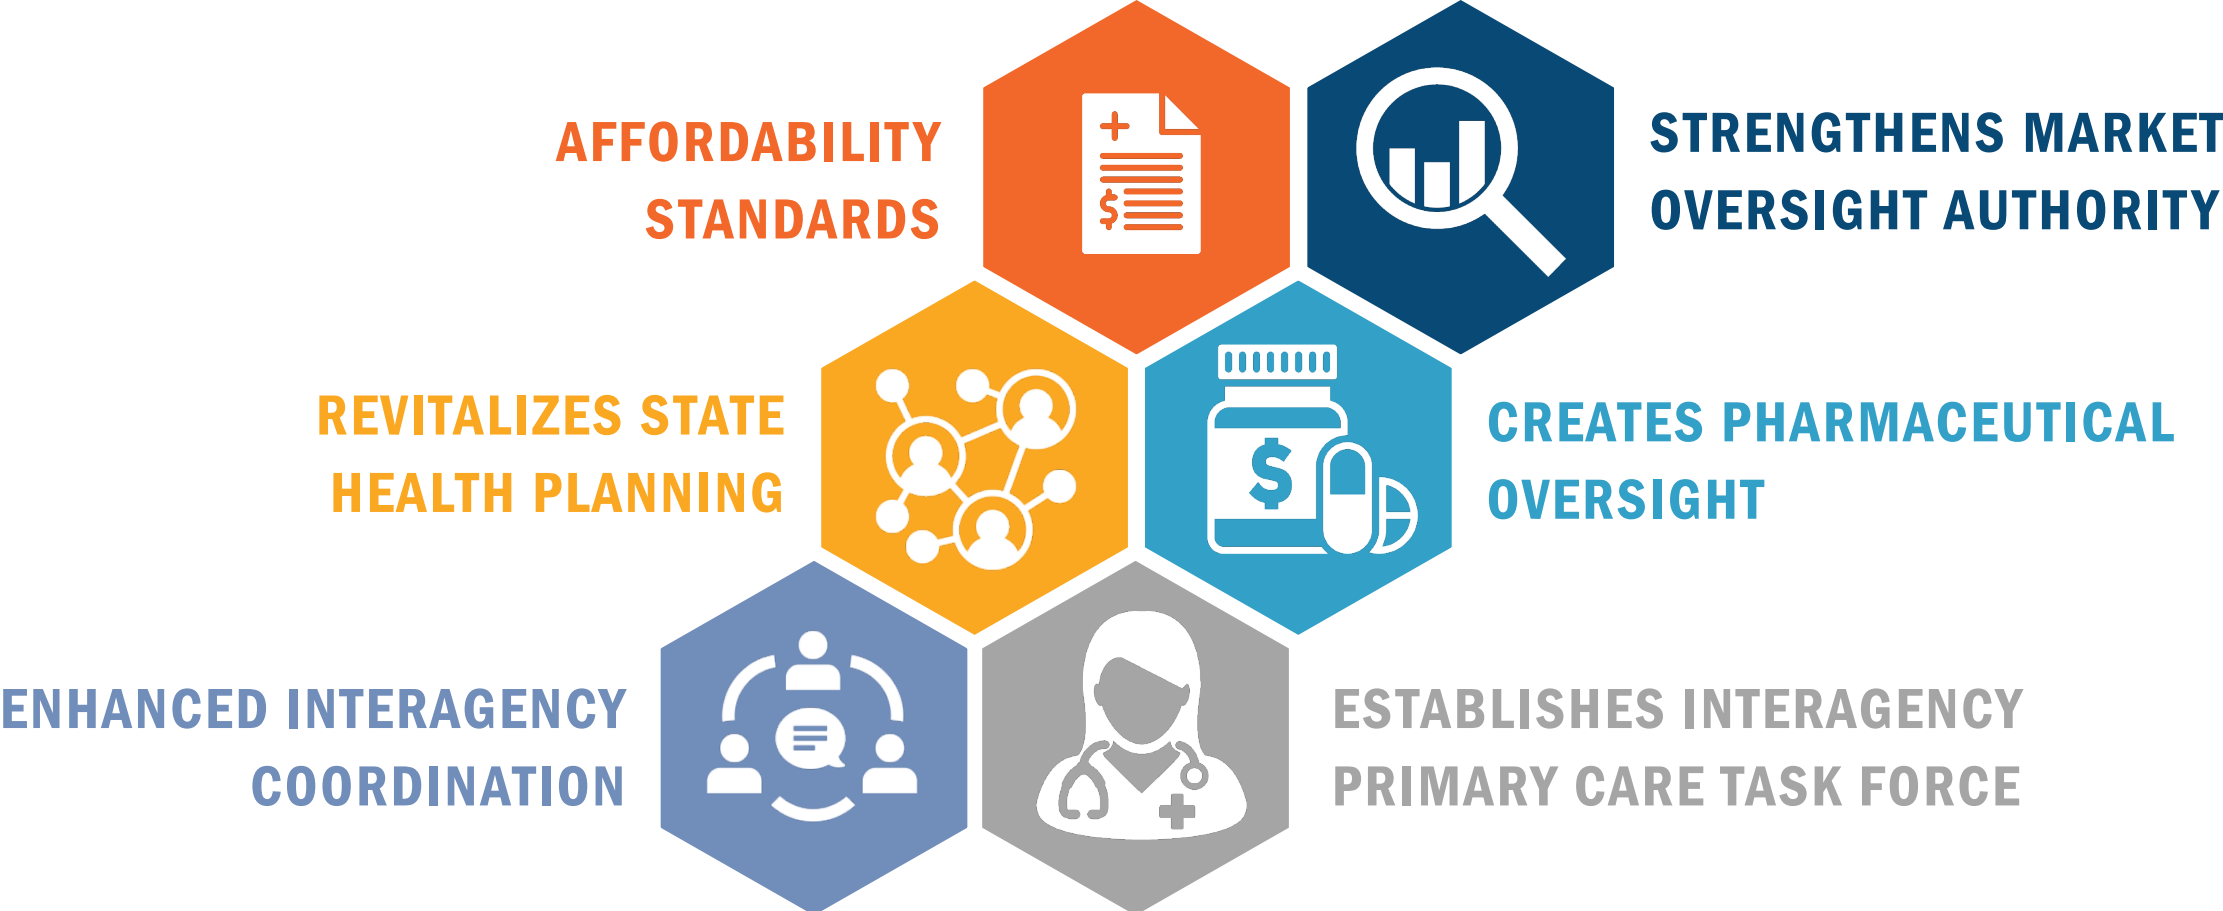 AFFORDABILITY
STANDARDS
STRENGTHENS MARKET
OVERSIGHT AUTHORITY
$
REVITALIZES STATE
HEALTH PLANNING
CREATES PHARMACEUTICAL
OVERSIGHT
$
ENHANCED INTERAGENCY
COORDINATION
ESTABLISHES INTERAGENCY
PRIMARY CARE TASK FORCE